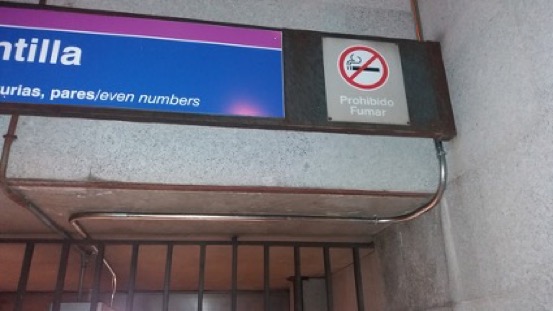 ntilla
urias, pares/even numbers
Prohibido
Fumar